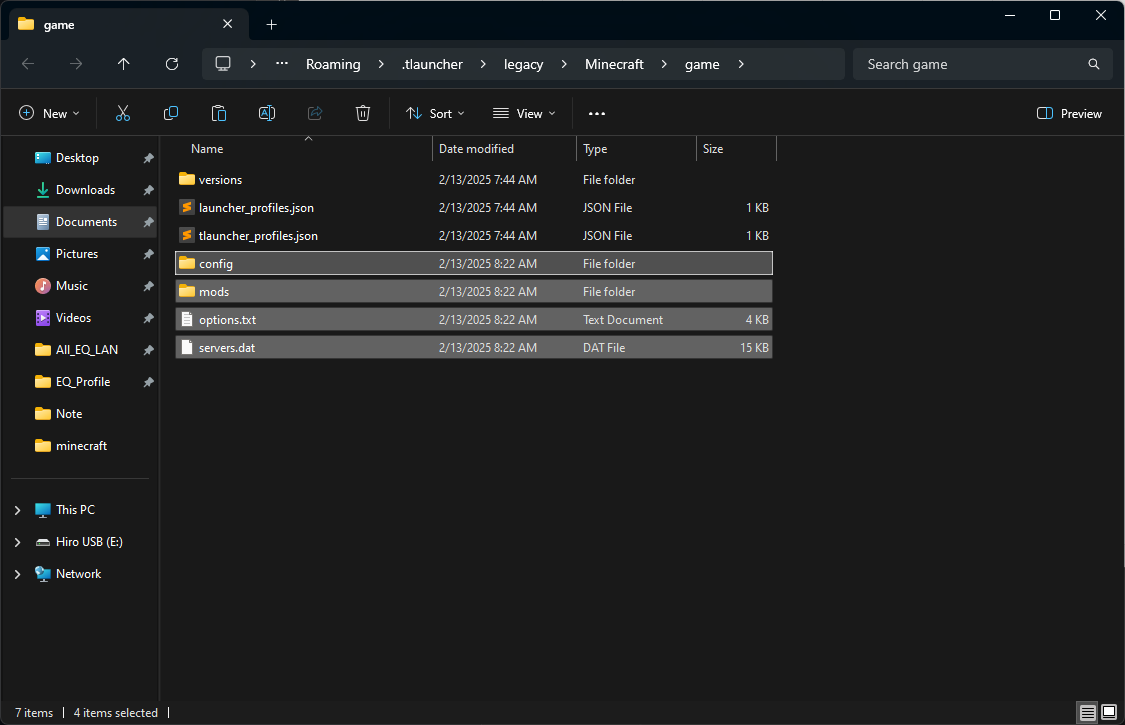 game
Roaming .tlauncher legacy Minecraft game
Search game
New Sort View Preview
Name Date modified Type Size
Desktop
Downloads
Documents
Pictures
Music
Videos
All_EQ_LAN
EQ_Profile
Note
minecraft
This PC
Hiro USB (E:)
Network
versions 2/13/2025 7:44 AM File folder
launcher_profiles.json 2/13/2025 7:44 AM JSON File 1 KB
tlauncher_profiles.json 2/13/2025 7:44 AM JSON File 1 KB
config 2/13/2025 8:22 AM File folder
mods 2/13/2025 8:22 AM File folder
options.txt 2/13/2025 8:22 AM Text Document 4 KB
servers.dat 2/13/2025 8:22 AM DAT File 15 KB
7 items 4 items selected